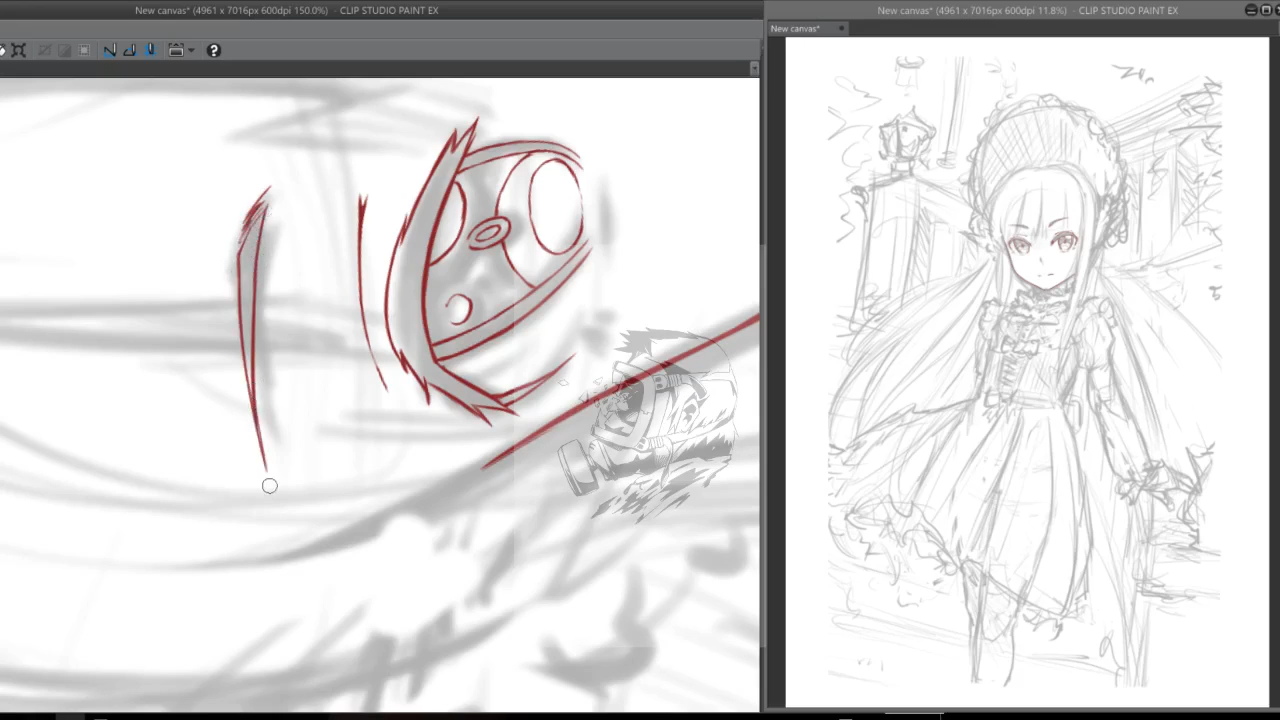 New canvas* (4961 x 7016px 600dpi 150.0%) - CLIP STUDIO PAINT EX
New canvas* (4961 x 7016px 600dpi 11.8%) - CLIP STUDIO PAINT EX
New canvas*